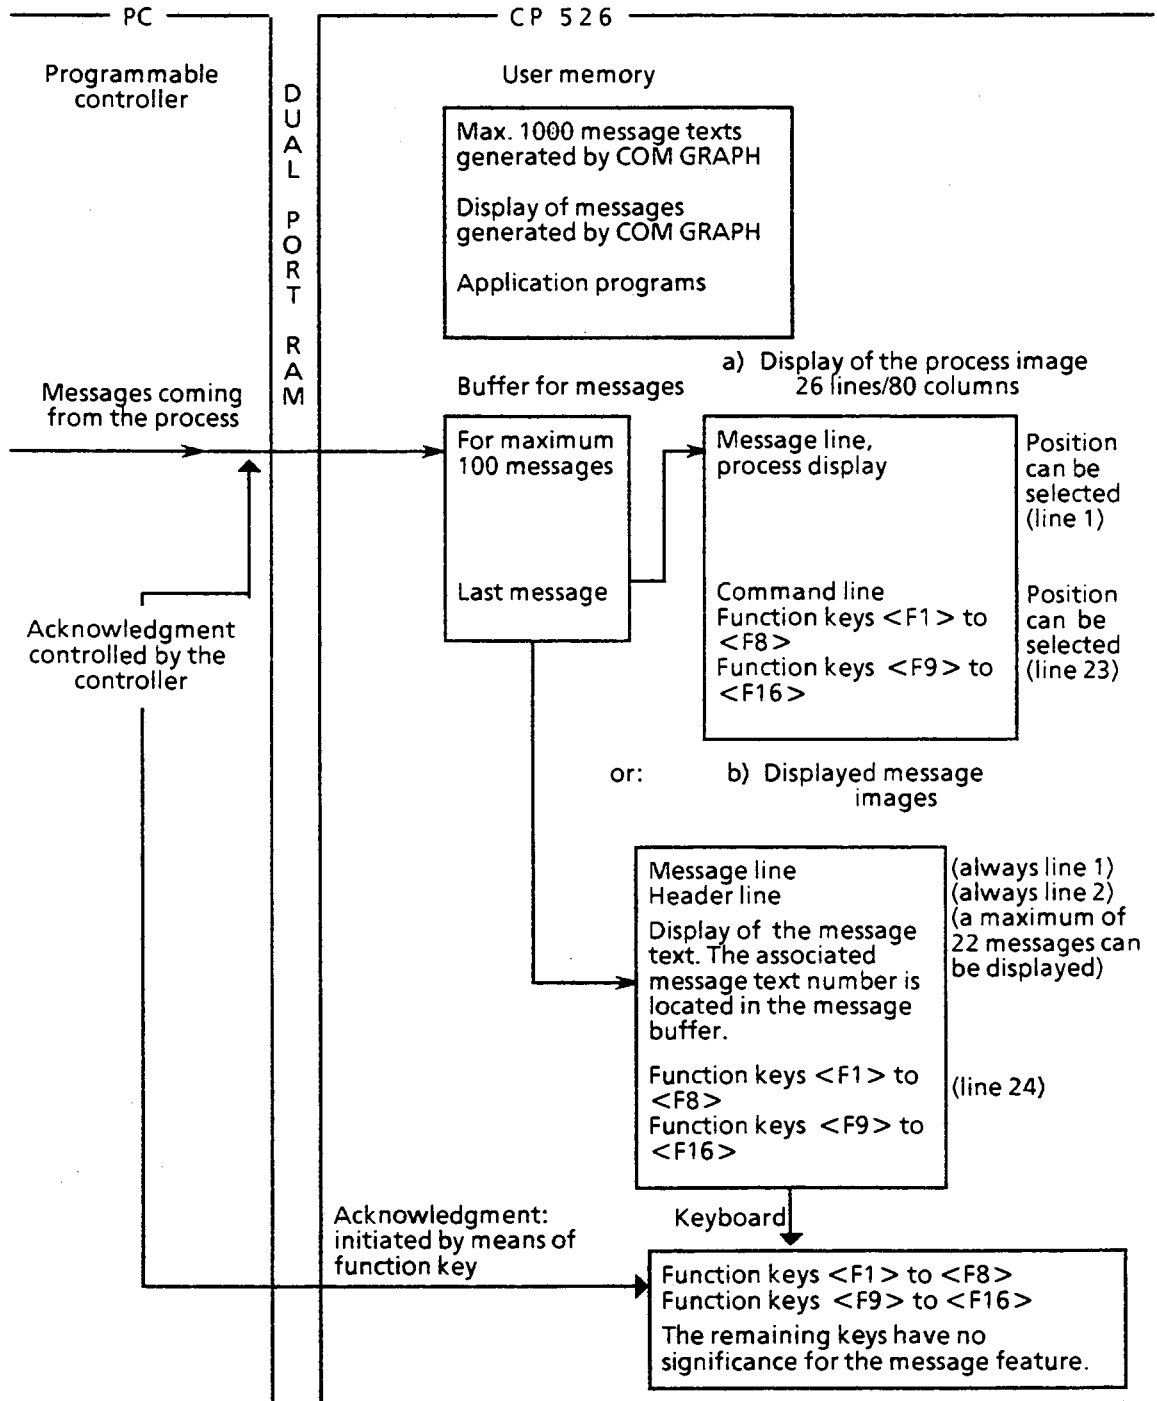 PC
CP 526
Programmable
controller
DUAL PORT RAM
User memory
Max. 1000 message texts
generated by COM GRAPH
Display of messages
generated by COM GRAPH
Application programs
a) Display of the process image
26 lines/80 columns
Messages coming
from the process
Buffer for messages
For maximum
100 messages
Last message
Message line,
process display
Position
can be
selected
(line 1)
Command line
Function keys <F1> to
<F8>
Function keys <F9> to
<F16>
Position
can be
selected
(line 23)
Acknowledgment
controlled by the
controller
or:
b) Displayed message
images
Message line
Header line
Display of the message
text. The associated
message text number is
located in the message
buffer.
Function keys <F1> to
<F8>
Function keys <F9> to
<F16>
(always line 1)
(always line 2)
(a maximum of
22 messages can
be displayed)
(line 24)
Acknowledgment:
initiated by means of
function key
Keyboard
Function keys <F1> to <F8>
Function keys <F9> to <F16>
The remaining keys have no
significance for the message feature.